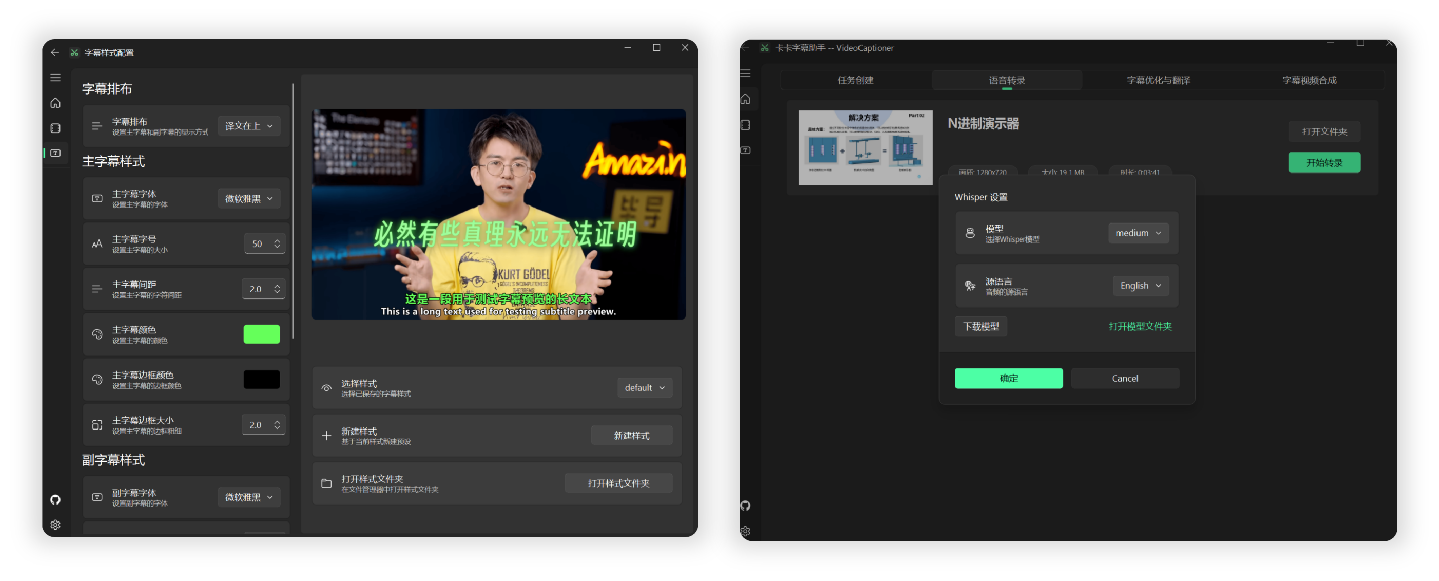 字幕样式配置
字幕排布
字幕排布
设置主字幕和副字幕的显示方式
译文在上
主字幕样式
主字幕字体
设置主字幕的字体
微软雅黑
主字幕字号
设置主字幕的大小
50
主字幕间距
设置主字幕的字符间距
2.0
主字幕颜色
设置主字幕的颜色
主字幕边框颜色
设置主字幕的边框颜色
主字幕边框大小
设置主字幕的边框粗细
2.0
副字幕样式
副字幕字体
设置副字幕的字体
微软雅黑
The Elements
Amazin
必然有些真理永远无法证明
KURT GÖDEL
这是一段用于测试字幕预览的长文本
This is a long text used for testing subtitle preview.
选择样式
选择已保存的字幕样式
default
新建样式
基于当前样式新建预设
新建样式
打开样式文件夹
在文件管理器中打开样式文件夹
打开样式文件夹
卡卡字幕助手 -- VideoCaptioner
任务创建
语音转录
字幕优化与翻译
字幕视频合成
解决方案
Part 02
N进制演示器
画质: 1280x720
大小: 19.1 MB
时长: 0:03:41
打开文件夹
开始转录
Whisper 设置
模型
选择Whisper模型
medium
源语言
音频的源语言
English
下载模型
打开模型文件夹
确定
Cancel